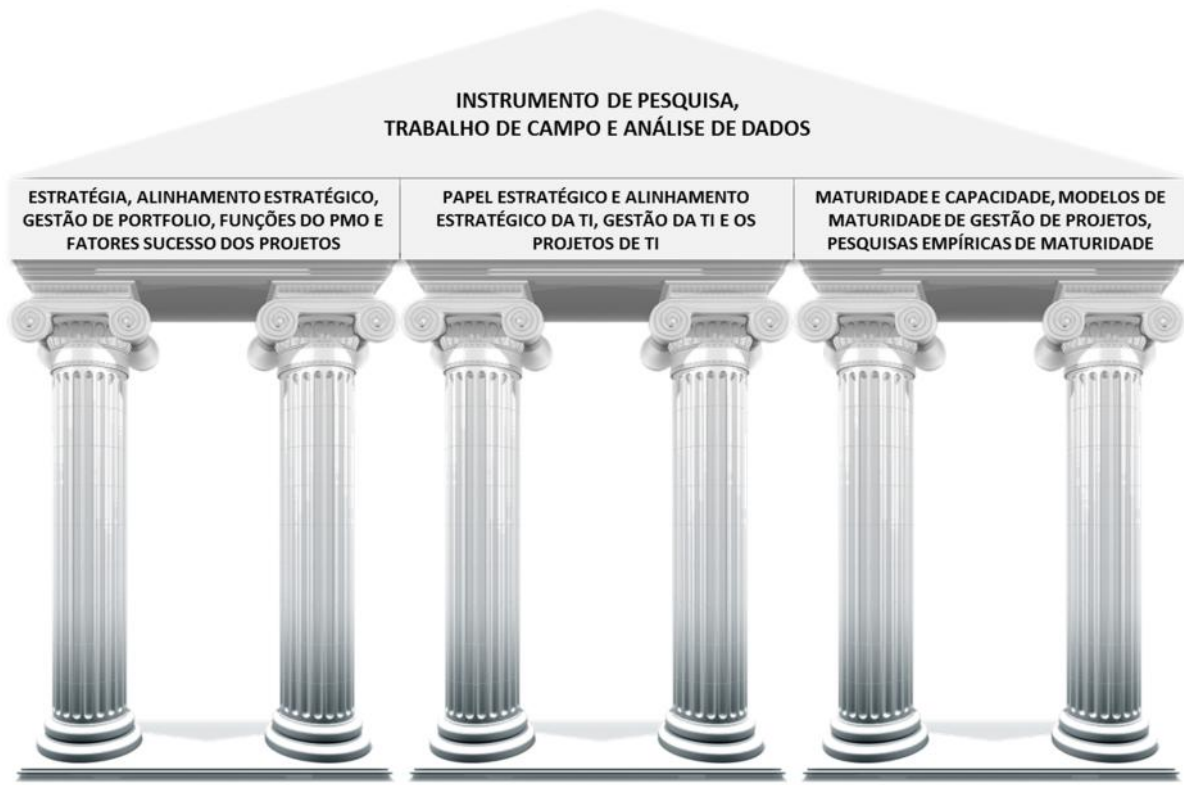 INSTRUMENTO DE PESQUISA,
TRABALHO DE CAMPO E ANÁLISE DE DADOS
ESTRATÉGIA, ALINHAMENTO ESTRATÉGICO,
GESTÃO DE PORTFOLIO, FUNÇÕES DO PMO E
FATORES SUCESSO DOS PROJETOS
PAPEL ESTRATÉGICO E ALINHAMENTO
ESTRATÉGICO DA TI, GESTÃO DA TI E OS
PROJETOS DE TI
MATURIDADE E CAPACIDADE, MODELOS DE
MATURIDADE DE GESTÃO DE PROJETOS,
PESQUISAS EMPÍRICAS DE MATURIDADE